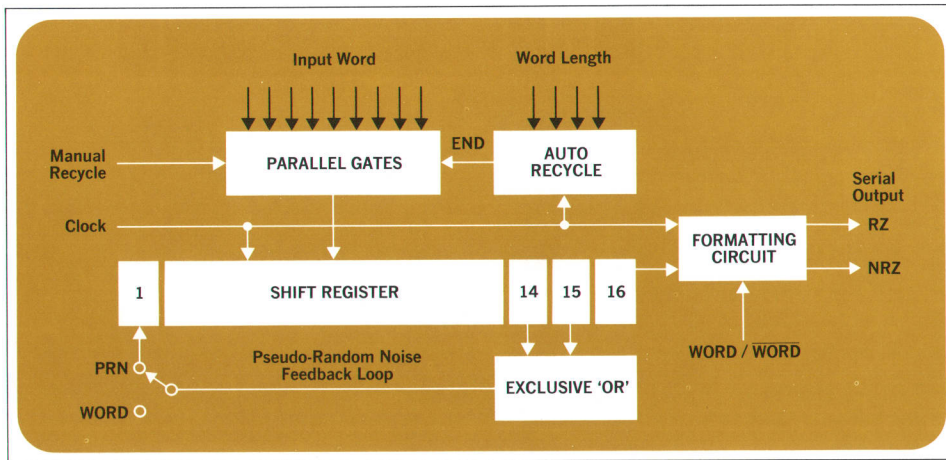 Input Word
Word Length
Manual
Recycle
PARALLEL GATES
END
AUTO
RECYCLE
Clock
Serial
Output
RZ
NRZ
FORMATTING
CIRCUIT
1
SHIFT REGISTER
14
15
16
PRN
Pseudo-Random Noise
Feedback Loop
EXCLUSIVE ‘OR’
WORD / W̅O̅R̅D̅
WORD